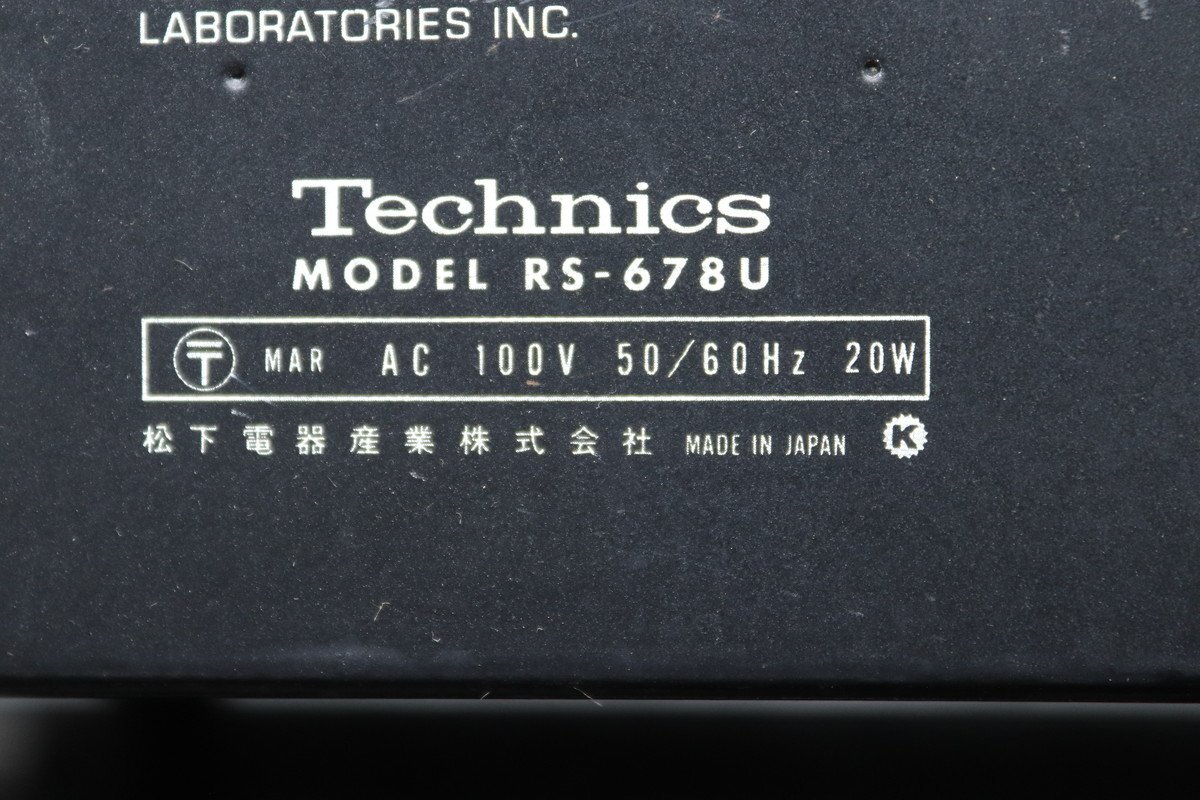 LABORATORIES INC.
Technics
MODEL RS-678U
〒 MAR AC 100V 50/60Hz 20W
松下電器産業株式会社 MADE IN JAPAN K